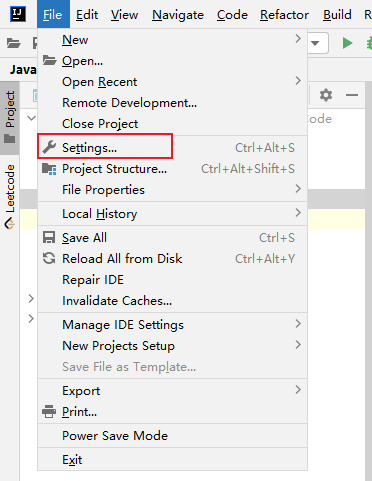 IJ File Edit View Navigate Code Refactor Build R
Java
New
Open...
Open Recent
Remote Development...
Close Project
Code
Settings... Ctrl+Alt+S
Project Structure... Ctrl+Alt+Shift+S
File Properties
Local History
Save All Ctrl+S
Reload All from Disk Ctrl+Alt+Y
Repair IDE
Invalidate Caches...
Manage IDE Settings
New Projects Setup
Save File as Template...
Export
Print...
Power Save Mode
Exit
Project
Leetcode